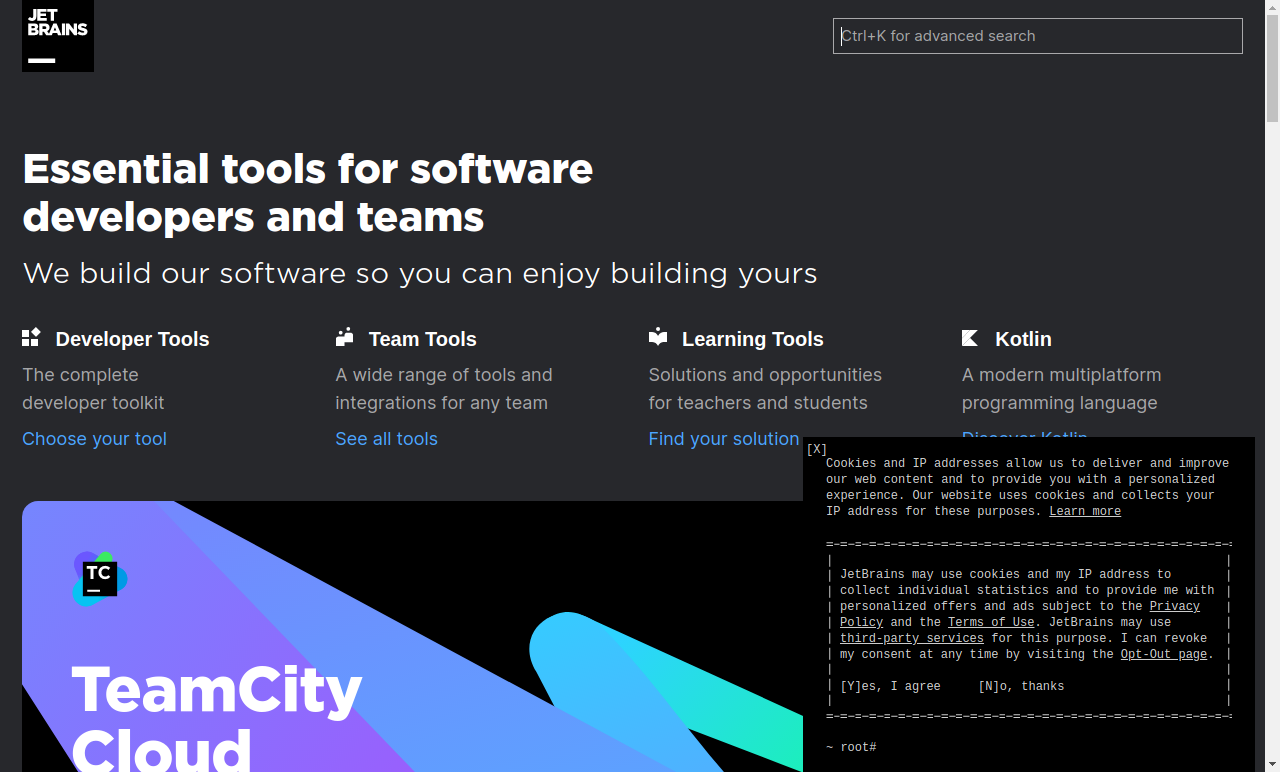 JET
BRAINS
Ctrl+K for advanced search
Essential tools for software
developers and teams
We build our software so you can enjoy building yours
Developer Tools
The complete
developer toolkit
Choose your tool
Team Tools
A wide range of tools and
integrations for any team
See all tools
Learning Tools
Solutions and opportunities
for teachers and students
Find your solution
Kotlin
A modern multiplatform
programming language
Discover Kotlin
[X]
Cookies and IP addresses allow us to deliver and improve
our web content and to provide you with a personalized
experience. Our website uses cookies and collects your
IP address for these purposes. Learn more
JetBrains may use cookies and my IP address to
collect individual statistics and to provide me with
personalized offers and ads subject to the Privacy
Policy and the Terms of Use. JetBrains may use
third-party services for this purpose. I can revoke
my consent at any time by visiting the Opt-Out page.
[Y]es, I agree [N]o, thanks
~ root#
TC
TeamCity
Cloud